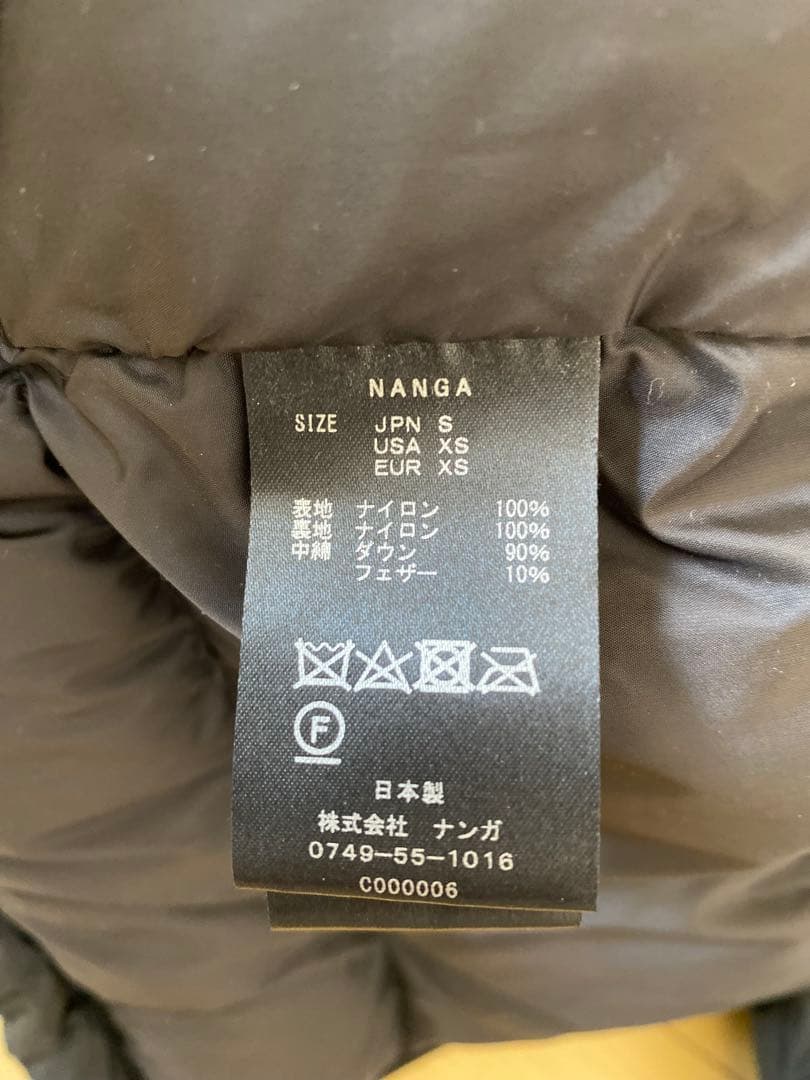 NANGA
SIZE JPN S
USA XS
EUR XS
表地 ナイロン 100%
裏地 ナイロン 100%
中綿 ダウン 90%
フェザー 10%
F
日本製
株式会社 ナンガ
0749-55-1016
C000006